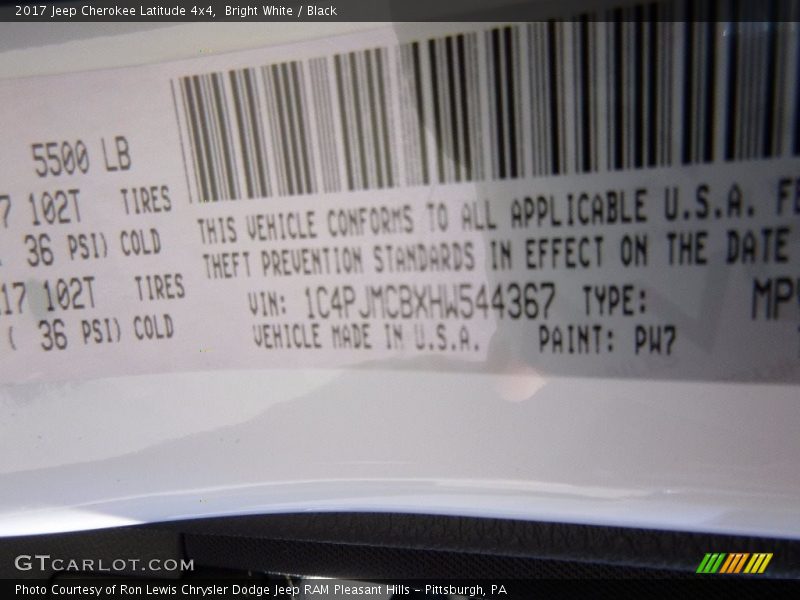 2017 Jeep Cherokee Latitude 4x4,  Bright White / Black
5500 LB
102T TIRES
36 PSI) COLD
17 102T TIRES
( 36 PSI) COLD
THIS VEHICLE CONFORMS TO ALL APPLICABLE U.S.A.
THEFT PREVENTION STANDARDS IN EFFECT ON THE DATE
VIN: 1C4PJMCBXHW544367 TYPE:
VEHICLE MADE IN U.S.A. PAINT: PW7
GTCARLOT.COM
Photo Courtesy of Ron Lewis Chrysler Dodge Jeep RAM Pleasant Hills – Pittsburgh, PA